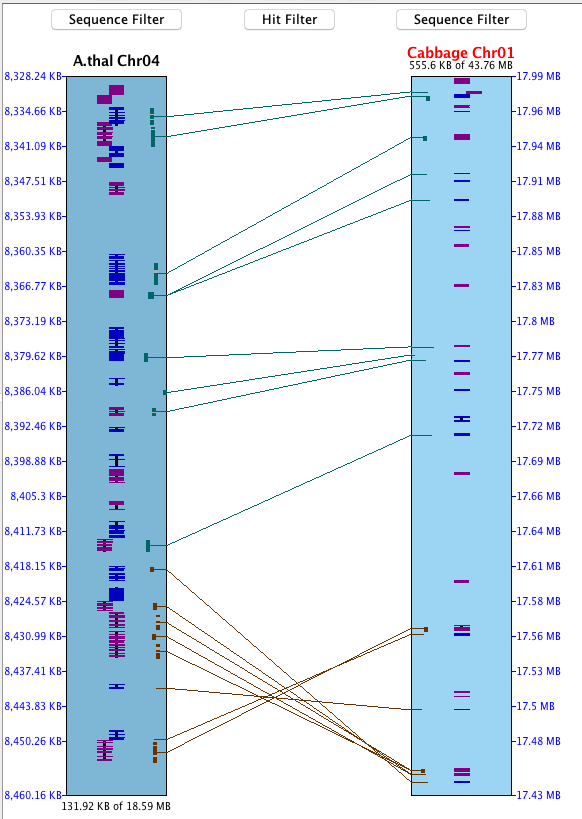 Sequence Filter Hit Filter Sequence Filter
A.thal Chr04 Cabbage Chr01
555.6 KB of 43.76 MB
8,328.24 KB 17.99 MB
8,334.66 KB 17.96 MB
8,341.09 KB 17.94 MB
8,347.51 KB 17.91 MB
8,353.93 KB 17.88 MB
8,360.35 KB 17.85 MB
8,366.77 KB 17.83 MB
8,373.19 KB 17.8 MB
8,379.62 KB 17.77 MB
8,386.04 KB 17.75 MB
8,392.46 KB 17.72 MB
8,398.88 KB 17.69 MB
8,405.3 KB 17.66 MB
8,411.73 KB 17.64 MB
8,418.15 KB 17.61 MB
8,424.57 KB 17.58 MB
8,430.99 KB 17.56 MB
8,437.41 KB 17.53 MB
8,443.83 KB 17.5 MB
8,450.26 KB 17.48 MB
8,460.16 KB 17.43 MB
131.92 KB of 18.59 MB